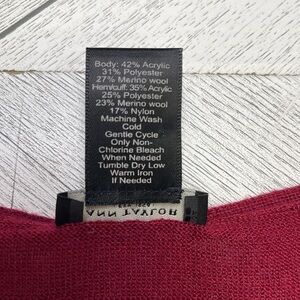 Body: 42% Acrylic
31% Polyester
27% Merino wool
Hem/cuff: 35% Acrylic
25% Polyester
23% Merino wool
17% Nylon
Machine Wash
Cold
Gentle Cycle
Only Non-
Chlorine Bleach
When Needed
Tumble Dry Low
Warm Iron
If Needed
ANN TAYLOR